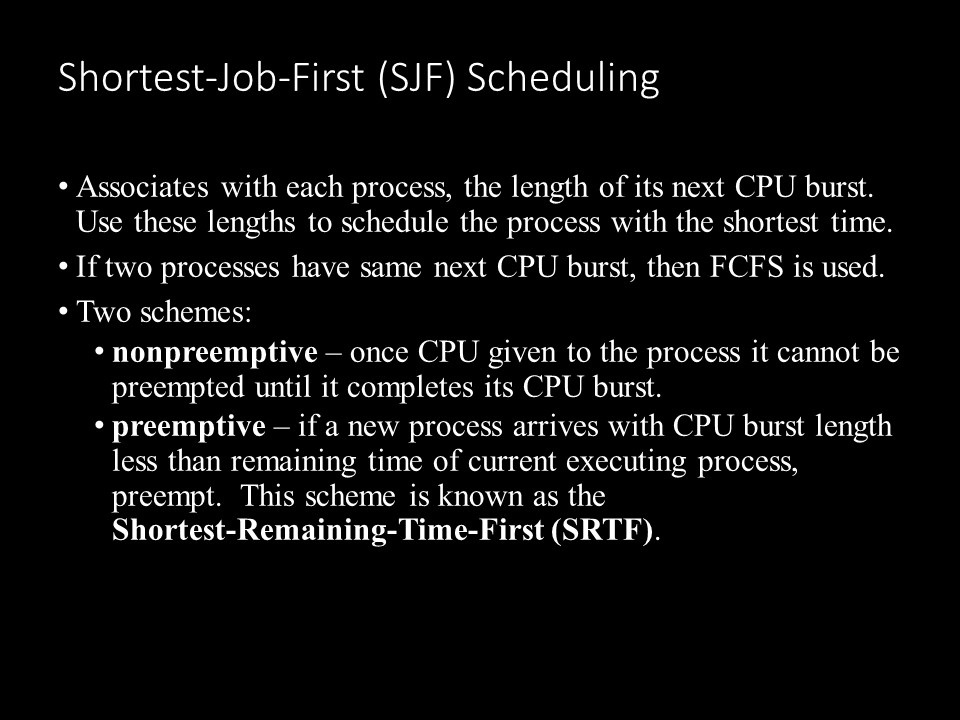 Shortest-Job-First (SJF) Scheduling
• Associates with each process, the length of its next CPU burst.
Use these lengths to schedule the process with the shortest time.
• If two processes have same next CPU burst, then FCFS is used.
• Two schemes:
• nonpreemptive – once CPU given to the process it cannot be
preempted until it completes its CPU burst.
• preemptive – if a new process arrives with CPU burst length
less than remaining time of current executing process,
preempt.  This scheme is known as the
Shortest-Remaining-Time-First (SRTF).